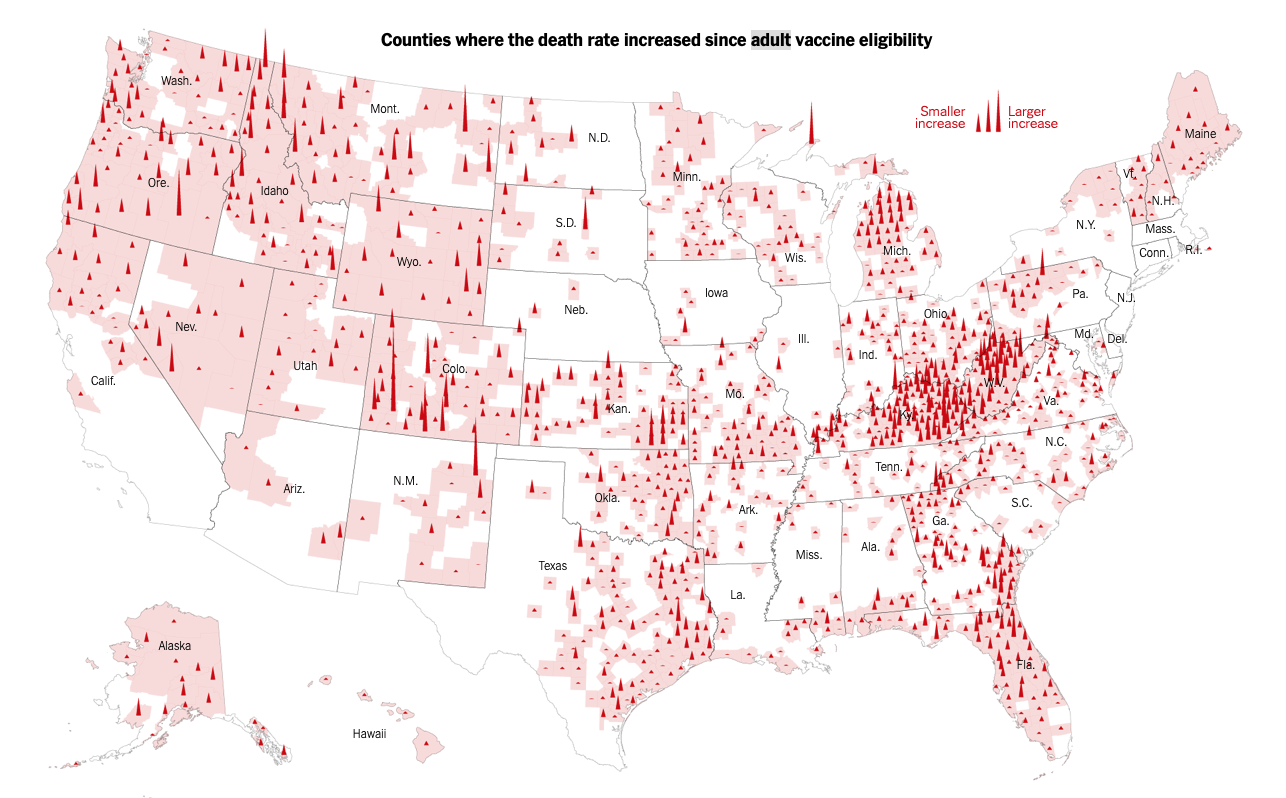 Counties where the death rate increased since adult vaccine eligibility
Smaller
increase
Larger
increase
Wash.
Mont.
N.D.
Minn.
Maine
Vt.
N.H.
Ore.
Idaho
S.D.
Wis.
Mich.
N.Y.
Mass.
Conn.
R.I.
Wyo.
Iowa
Neb.
Pa.
N.J.
Nev.
Ohio
Ill.
Ind.
Md.
Del.
Utah
Colo.
Calif.
W.V.
Mo.
Kan.
Ky.
Va.
N.C.
Ariz.
N.M.
Okla.
Tenn.
Ark.
S.C.
Ga.
Miss.
Ala.
Texas
La.
Fla.
Alaska
Hawaii